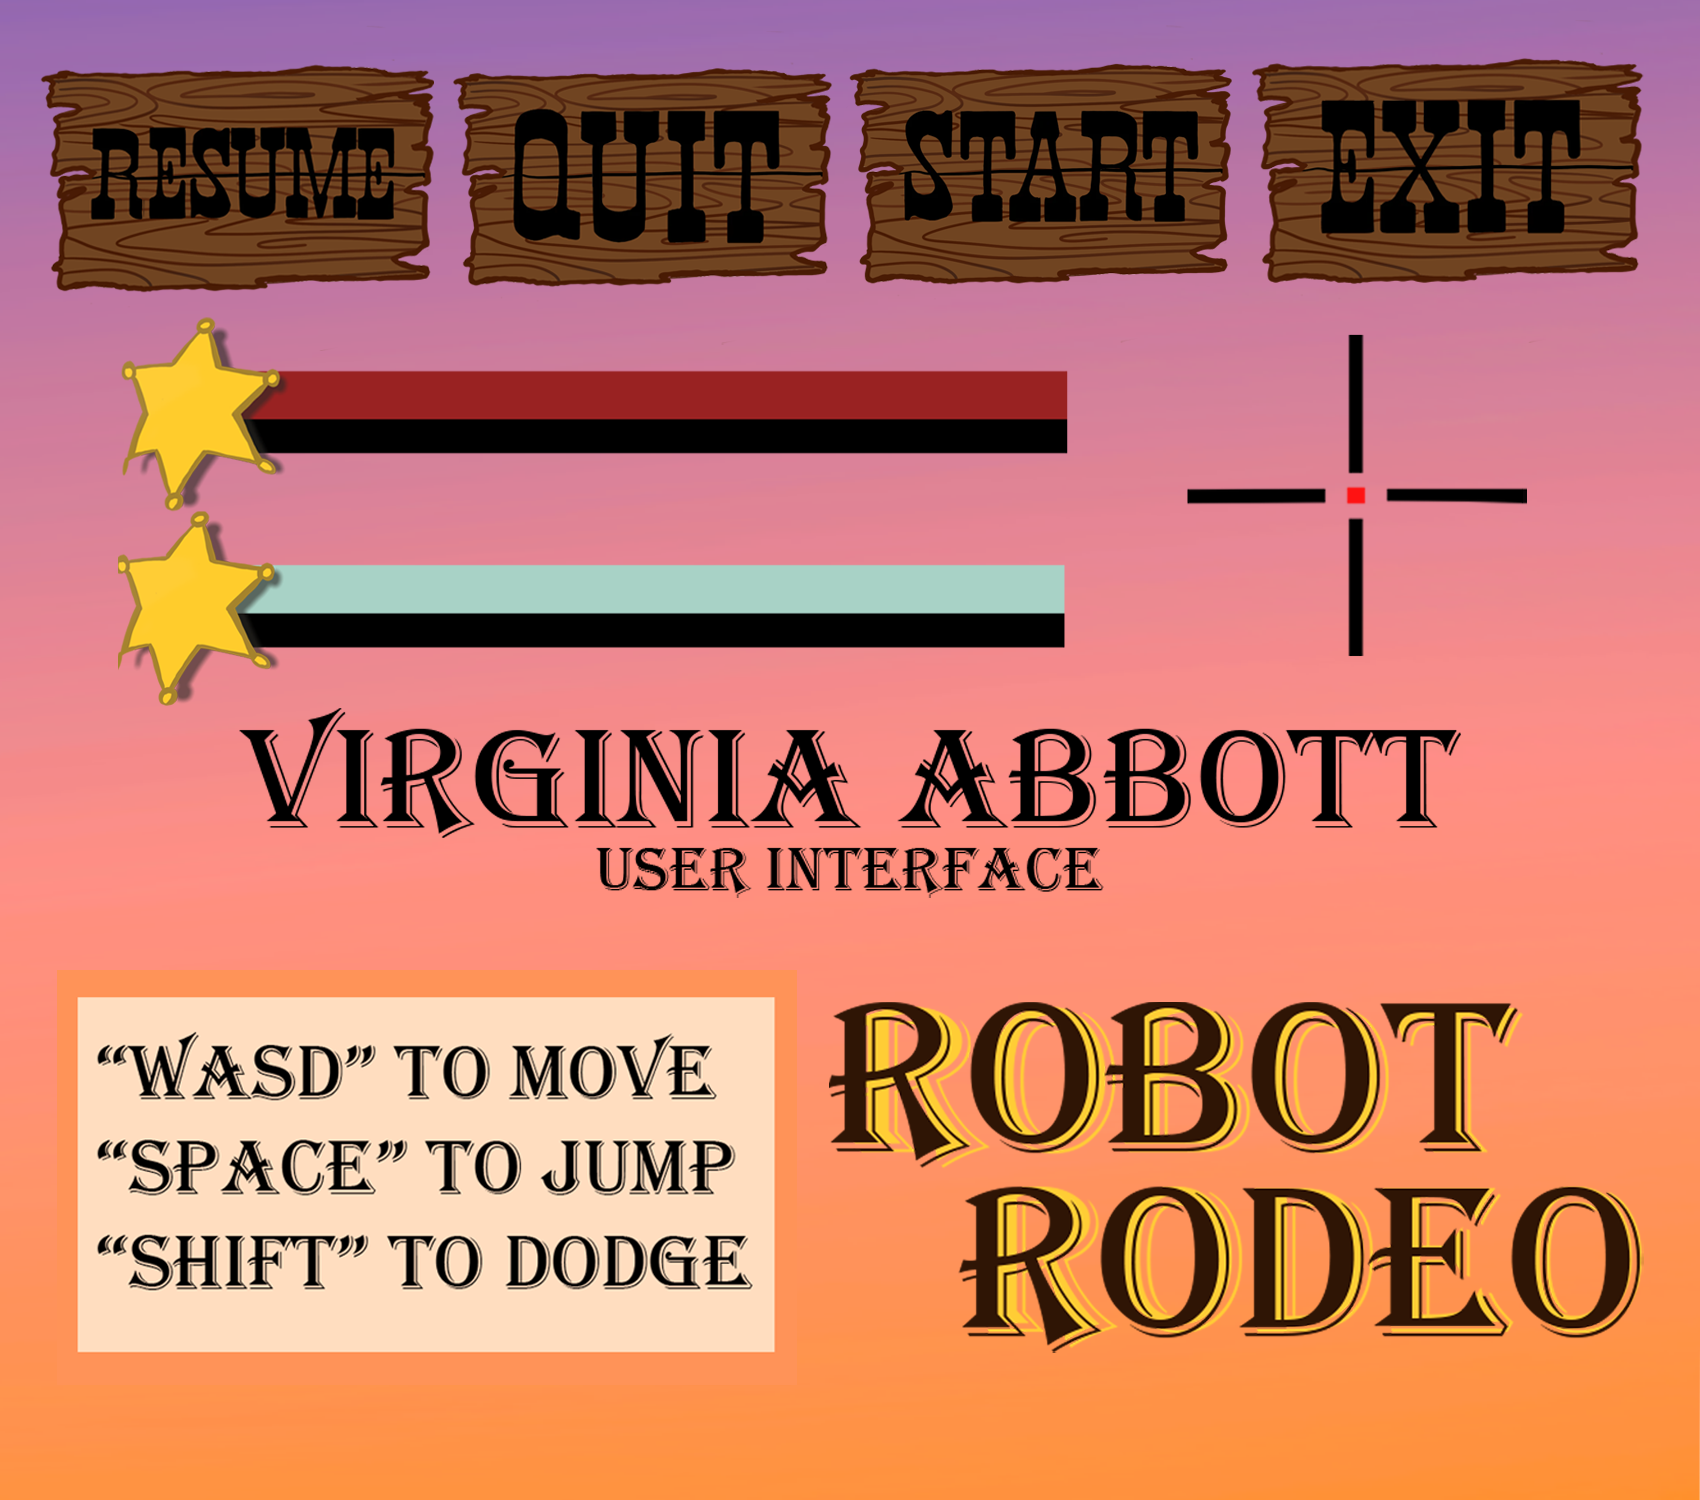 RESUME QUIT START EXIT
VIRGINIA ABBOTT
USER INTERFACE
“WASD” TO MOVE
“SPACE” TO JUMP
“SHIFT” TO DODGE
ROBOT
RODEO